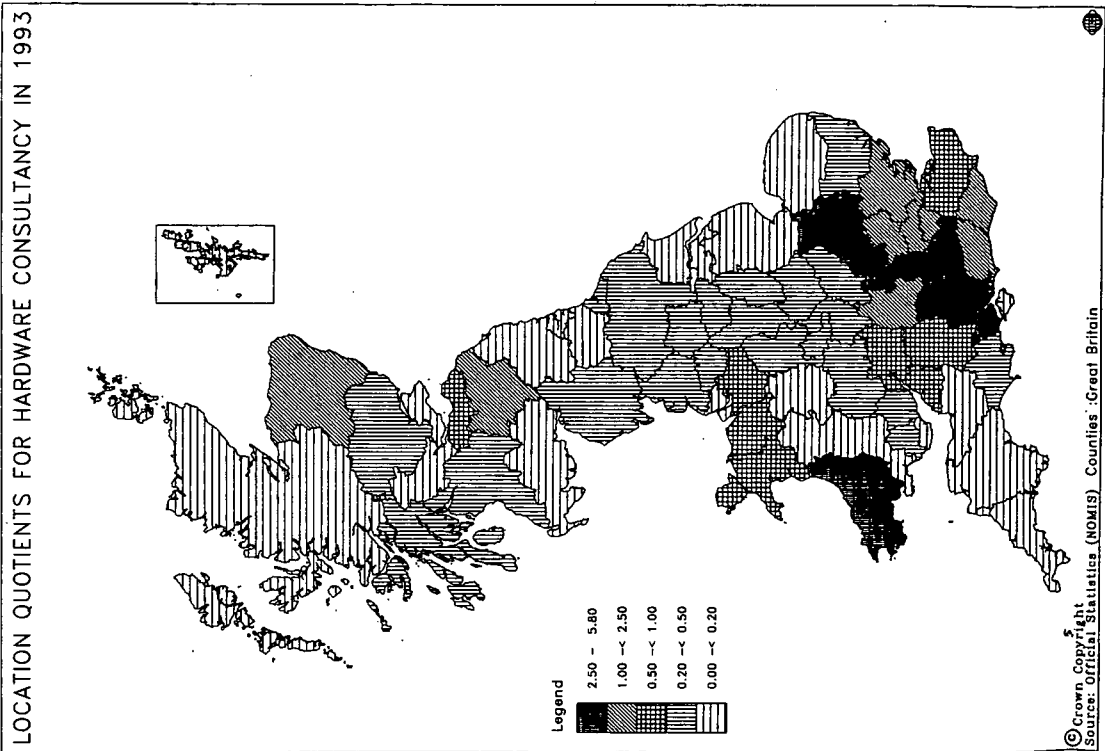 LOCATION QUOTIENTS FOR HARDWARE CONSULTANCY IN 1993
Legend
2.50 - 5.80
1.00 -< 2.50
0.50 -< 1.00
0.20 -< 0.50
0.00 -< 0.20
© Crown Copyright
5
Source: Official Statistics (NOMIS) Counties :Great Britain